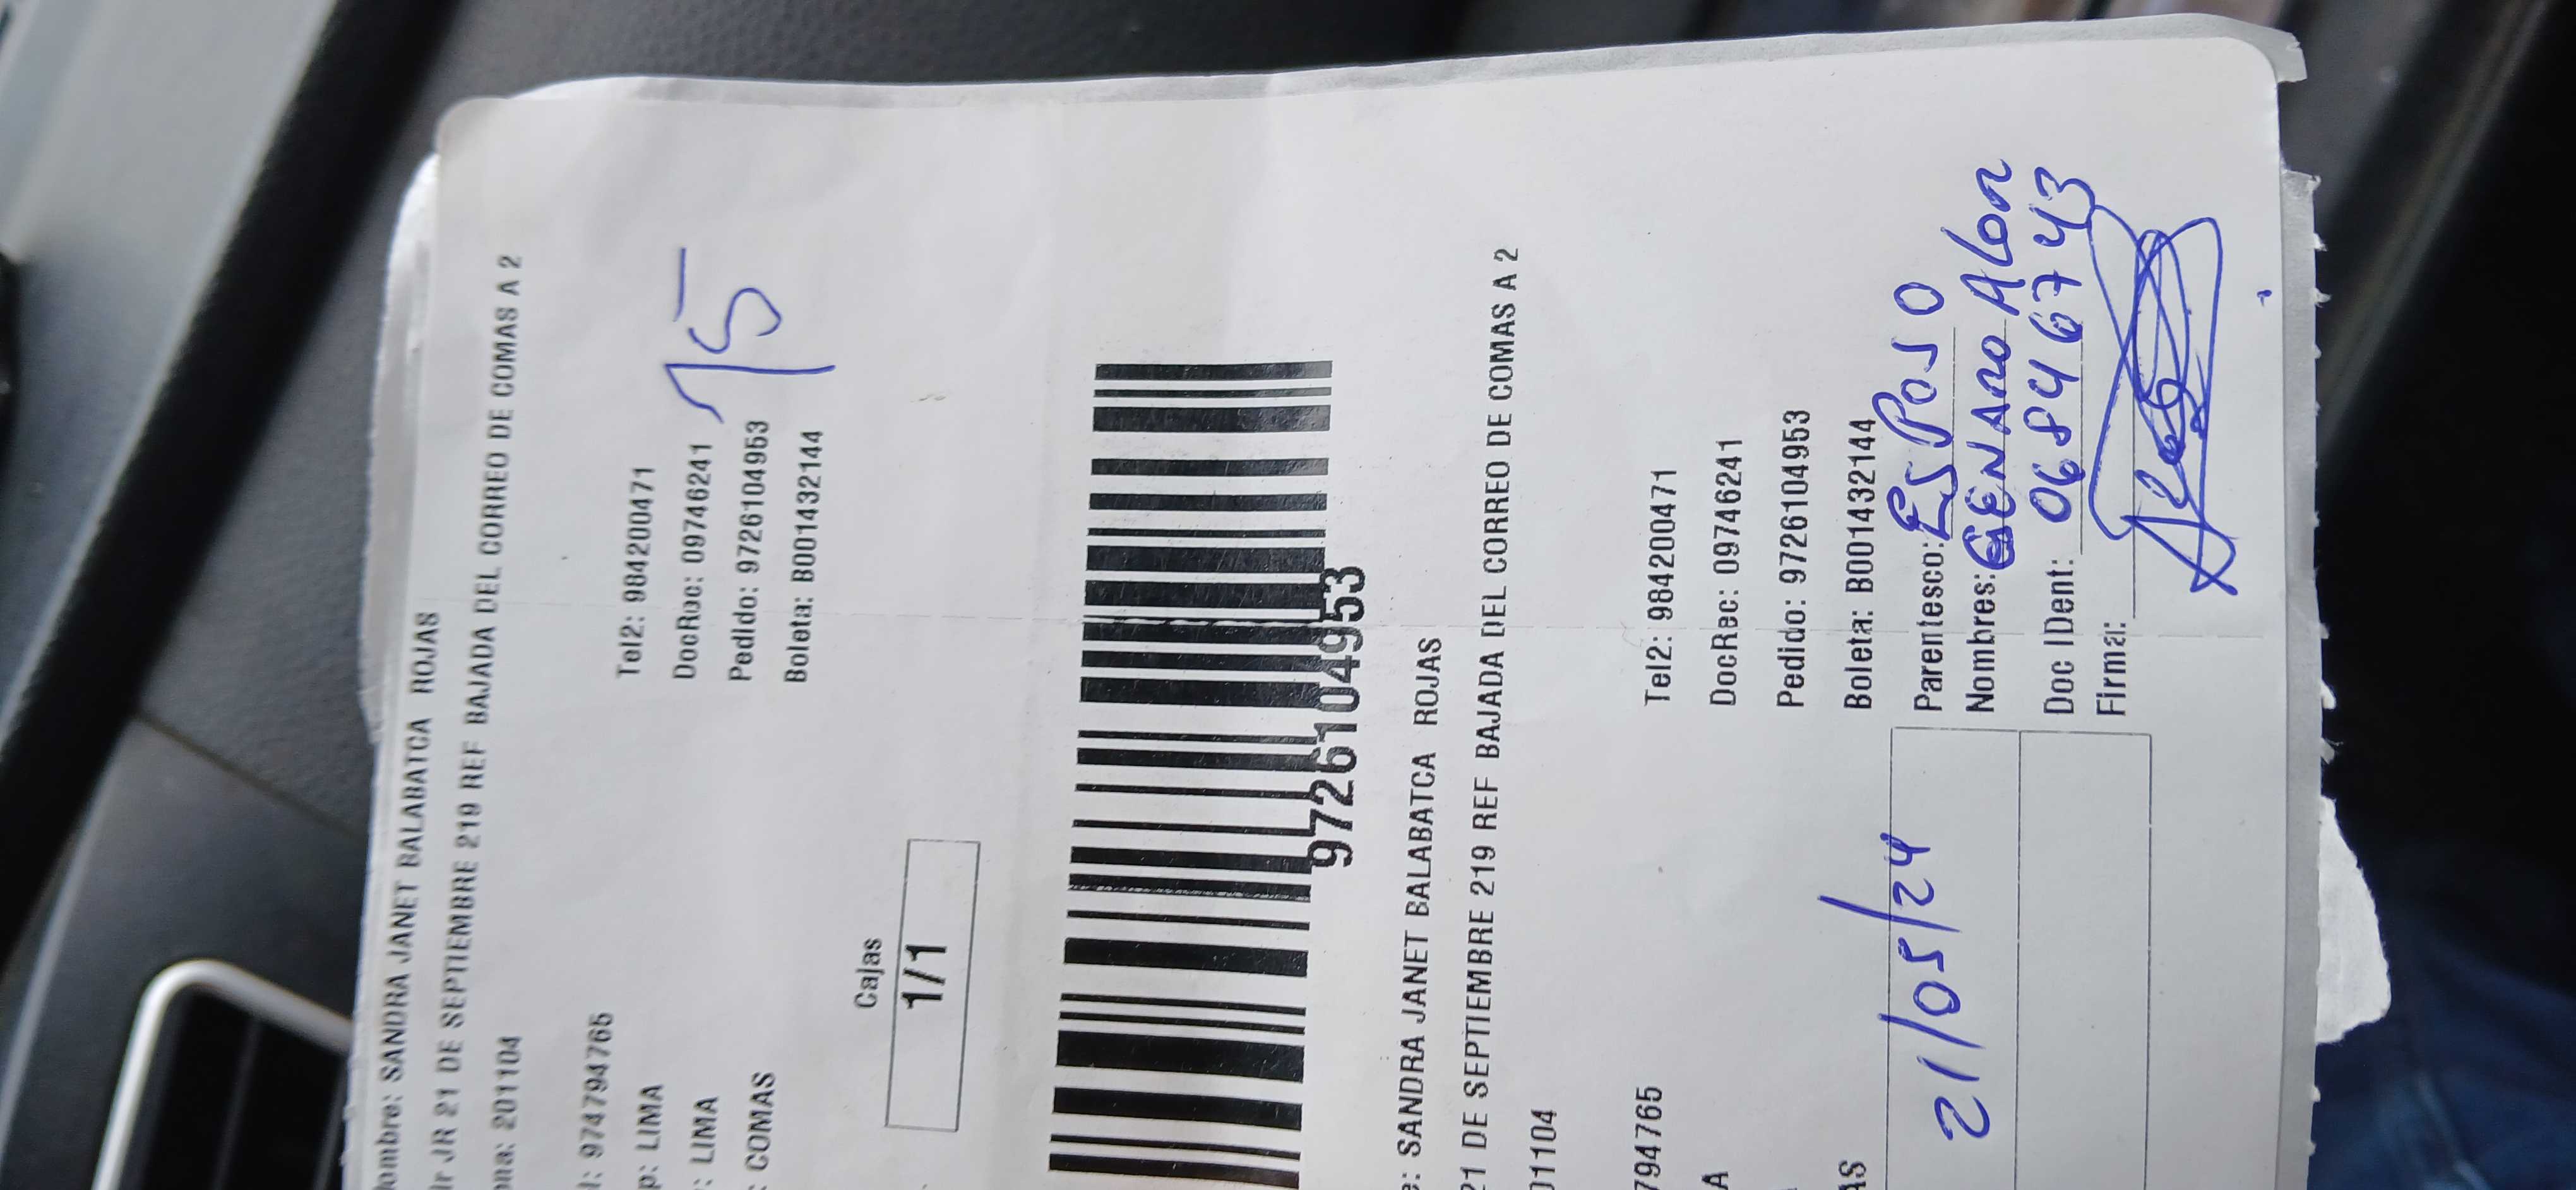 ombre: SANDRA JANET BALABATCA ROJAS
ir JR 21 DE SEPTIEMBRE 219 REF BAJADA DEL CORREO DE COMAS A 2
ona: 201104
l: 974794765
Tel2: 984200471
p: LIMA
DocRec: 09746241
: LIMA
Pedido: 9726104953
: COMAS
Boleta: B001432144
15
Cajas
1/1
9726104953
e: SANDRA JANET BALABATCA ROJAS
21 DE SEPTIEMBRE 219 REF BAJADA DEL CORREO DE COMAS A 2
01104
794765
Tel2: 984200471
A
DocRec: 09746241
Pedido: 9726104953
AS
Boleta: B001432144
Parentesco: ESPOSO
Nombres: GENARO
21/05/24
Doc IDent: 06846743
Firma: